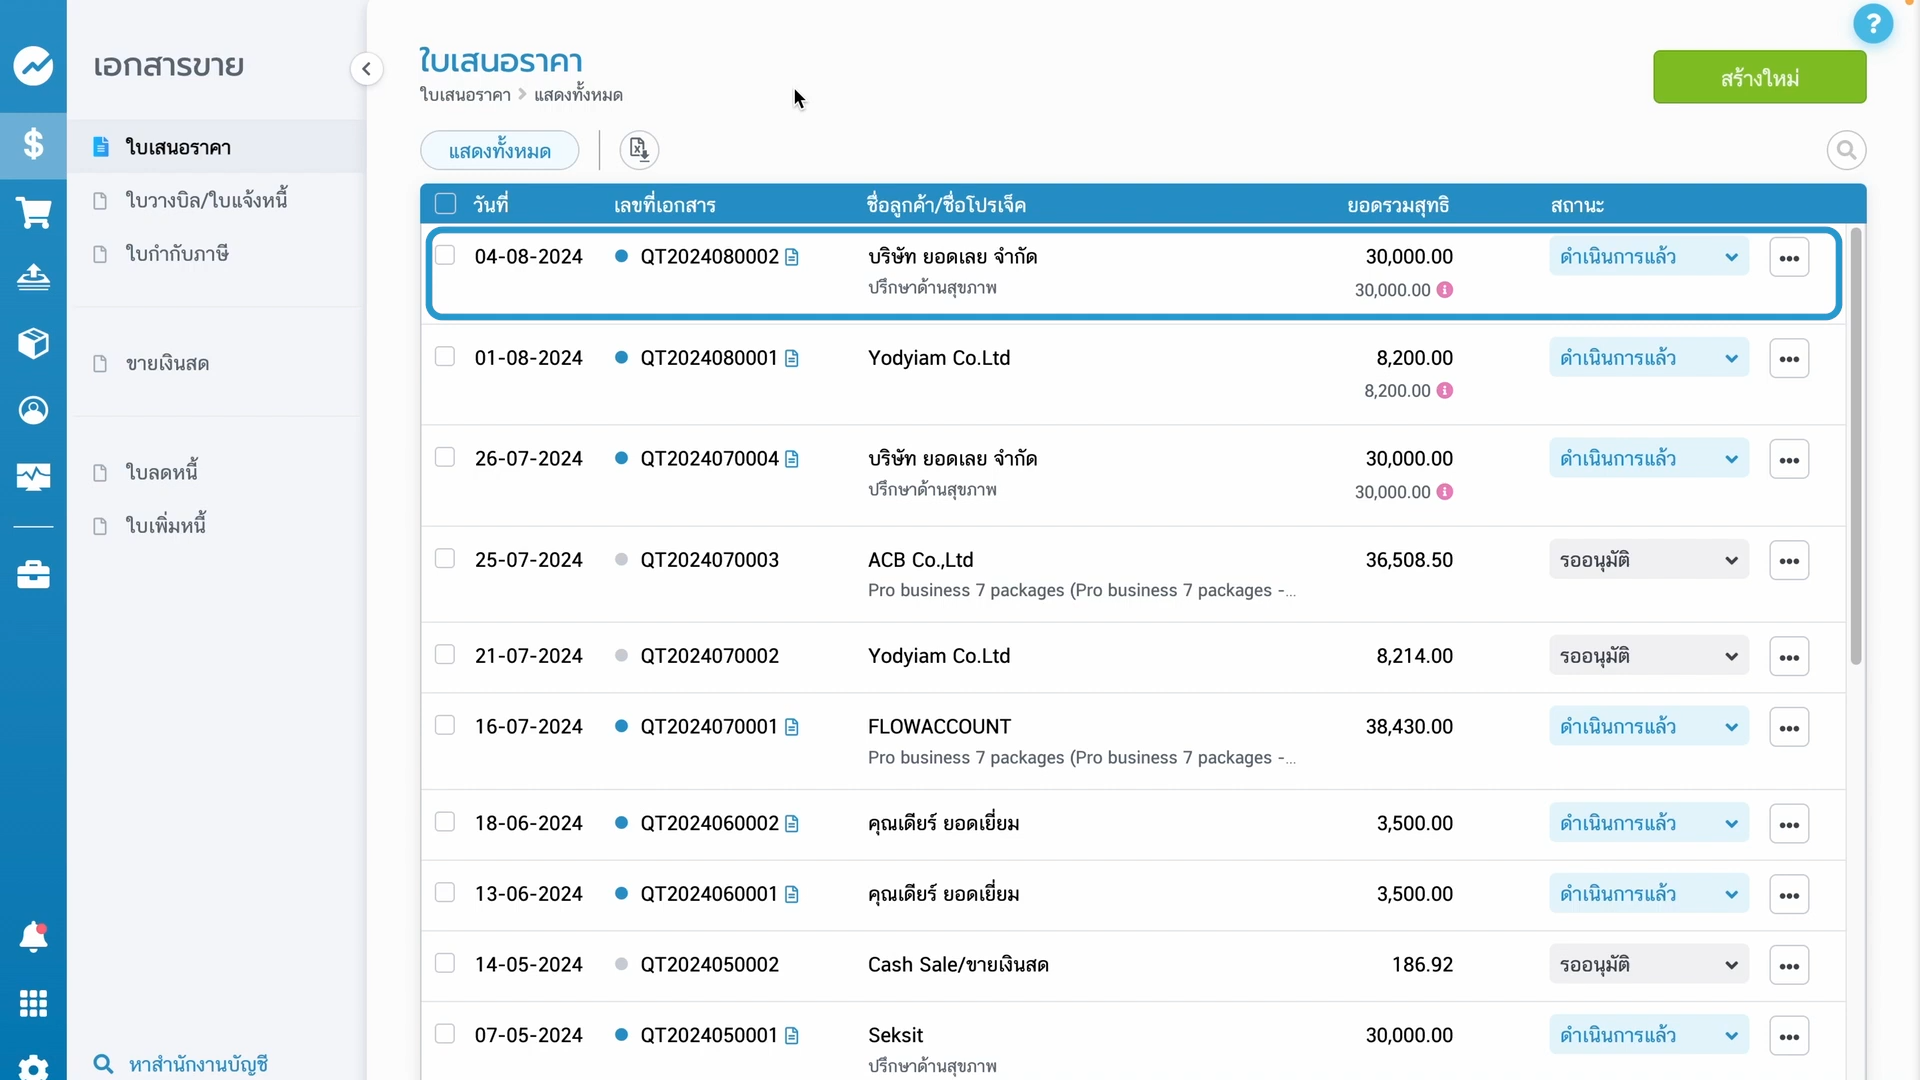 ?
เอกสารขาย
ใบเสนอราคา
ใบเสนอราคา > แสดงทั้งหมด
สร้างใหม่
$
ใบเสนอราคา
ใบวางบิล/ใบแจ้งหนี้
ใบกำกับภาษี
ขายเงินสด
ใบลดหนี้
ใบเพิ่มหนี้
หาสำนักงานบัญชี
แสดงทั้งหมด
วันที่ เลขที่เอกสาร ชื่อลูกค้า/ชื่อโปรเจ็ค ยอดรวมสุทธิ สถานะ
04-08-2024 QT2024080002 บริษัท ยอดเลย จำกัด 30,000.00 ดำเนินการแล้ว
ปรึกษาด้านสุขภาพ 30,000.00
01-08-2024 QT2024080001 Yodyiam Co.Ltd 8,200.00 ดำเนินการแล้ว
8,200.00
26-07-2024 QT2024070004 บริษัท ยอดเลย จำกัด 30,000.00 ดำเนินการแล้ว
ปรึกษาด้านสุขภาพ 30,000.00
25-07-2024 QT2024070003 ACB Co.,Ltd 36,508.50 รออนุมัติ
Pro business 7 packages (Pro business 7 packages -...
21-07-2024 QT2024070002 Yodyiam Co.Ltd 8,214.00 รออนุมัติ
16-07-2024 QT2024070001 FLOWACCOUNT 38,430.00 ดำเนินการแล้ว
Pro business 7 packages (Pro business 7 packages -...
18-06-2024 QT2024060002 คุณเดียร์ ยอดเยี่ยม 3,500.00 ดำเนินการแล้ว
13-06-2024 QT2024060001 คุณเดียร์ ยอดเยี่ยม 3,500.00 ดำเนินการแล้ว
14-05-2024 QT2024050002 Cash Sale/ขายเงินสด 186.92 รออนุมัติ
07-05-2024 QT2024050001 Seksit 30,000.00 ดำเนินการแล้ว
ปรึกษาด้านสุขภาพ